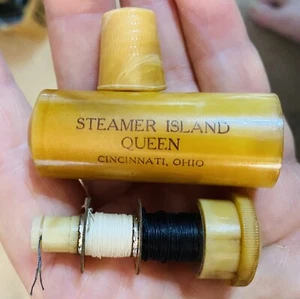 STEAMER ISLAND
QUEEN
CINCINNATI, OHIO